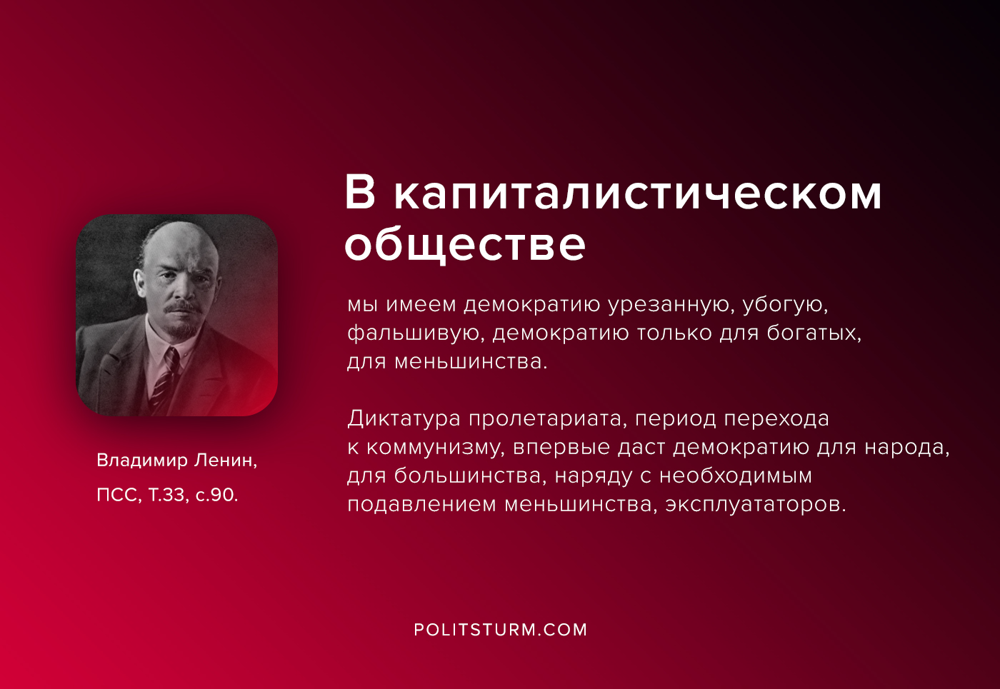 В капиталистическом
обществе
мы имеем демократию урезанную, убогую,
фальшивую, демократию только для богатых,
для меньшинства.
Диктатура пролетариата, период перехода
к коммунизму, впервые даст демократию для народа,
для большинства, наряду с необходимым
подавлением меньшинства, эксплуататоров.
Владимир Ленин,
ПСС, Т.33, с.90.
POLITSTURM.COM